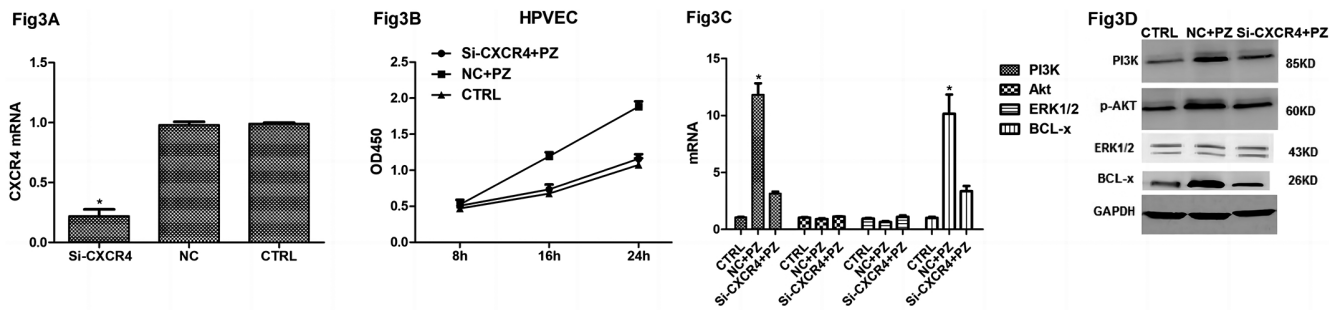 Fig3A
CXCR4 mRNA
1.5
1.0
0.5
0.0
*
Si-CXCR4
NC
CTRL
Fig3B
HPVEC
Si-CXCR4+PZ
NC+PZ
CTRL
OD450
2.5
2.0
1.5
1.0
0.5
0.0
8h
16h
24h
Fig3C
mRNA
15
10
5
0
*
*
CTRL
NC+PZ
Si-CXCR4+PZ
CTRL
NC+PZ
Si-CXCR4+PZ
CTRL
NC+PZ
Si-CXCR4+PZ
CTRL
NC+PZ
Si-CXCR4+PZ
PI3K
Akt
ERK1/2
BCL-x
Fig3D
CTRL NC+PZ Si-CXCR4+PZ
PI3K 85KD
p-AKT 60KD
ERK1/2 43KD
BCL-x 26KD
GAPDH